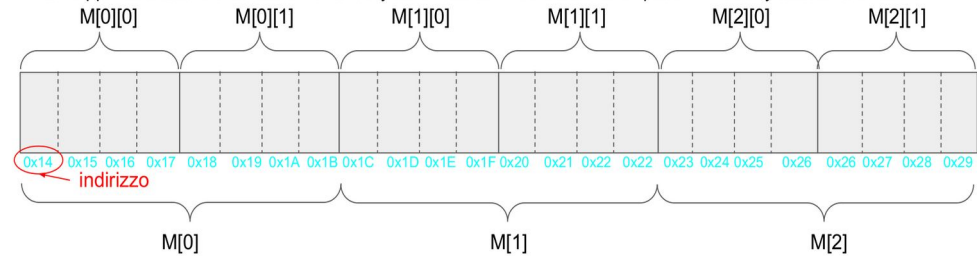 M[0][0] M[0][1] M[1][0] M[1][1] M[2][0] M[2][1]
0x14 0x15 0x16 0x17 0x18 0x19 0x1A 0x1B 0x1C 0x1D 0x1E 0x1F 0x20 0x21 0x22 0x22 0x23 0x24 0x25 0x26 0x26 0x27 0x28 0x29
indirizzo
M[0] M[1] M[2]